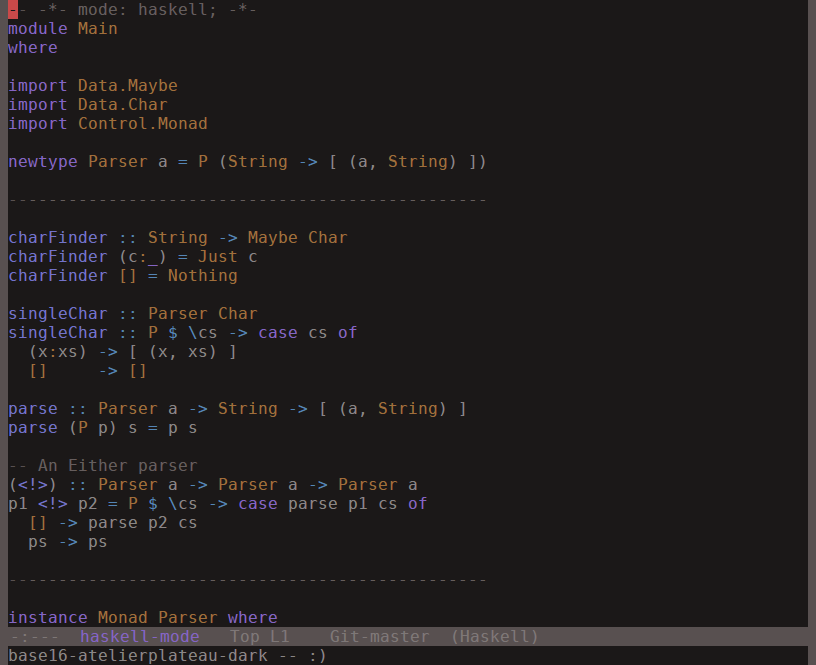 -- -*- mode: haskell; -*-
module Main
where
import Data.Maybe
import Data.Char
import Control.Monad
newtype Parser a = P (String -> [ (a, String) ])
------------------------------------------------
charFinder :: String -> Maybe Char
charFinder (c:_) = Just c
charFinder [] = Nothing
singleChar :: Parser Char
singleChar :: P $ \cs -> case cs of
  (x:xs) -> [ (x, xs) ]
  []     -> []
parse :: Parser a -> String -> [ (a, String) ]
parse (P p) s = p s
-- An Either parser
(<!>) :: Parser a -> Parser a -> Parser a
p1 <!> p2 = P $ \cs -> case parse p1 cs of
  [] -> parse p2 cs
  ps -> ps
------------------------------------------------
instance Monad Parser where
-:---  haskell-mode   Top L1    Git-master  (Haskell)
base16-atelierplateau-dark -- :)